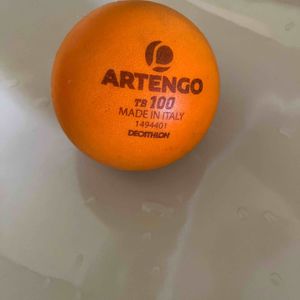 ARTENGO
TB 100
MADE IN ITALY
1494401
DECATHLON